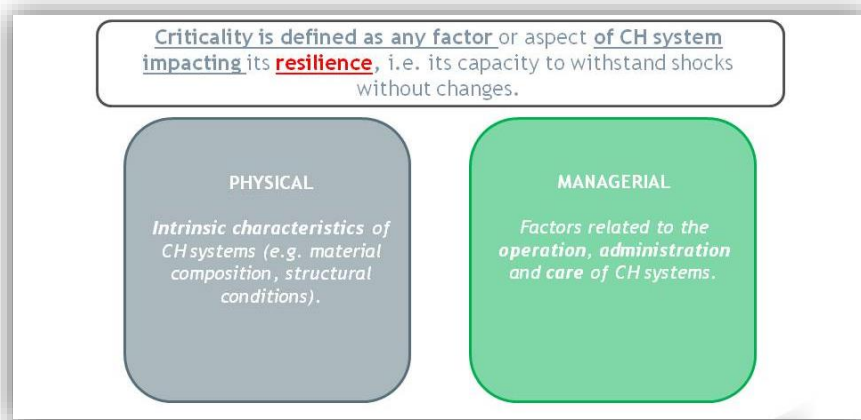 Criticality is defined as any factor or aspect of CH system
impacting its resilience, i.e. its capacity to withstand shocks
without changes.
PHYSICAL
Intrinsic characteristics of
CH systems (e.g. material
composition, structural
conditions).
MANAGERIAL
Factors related to the
operation, administration
and care of CH systems.